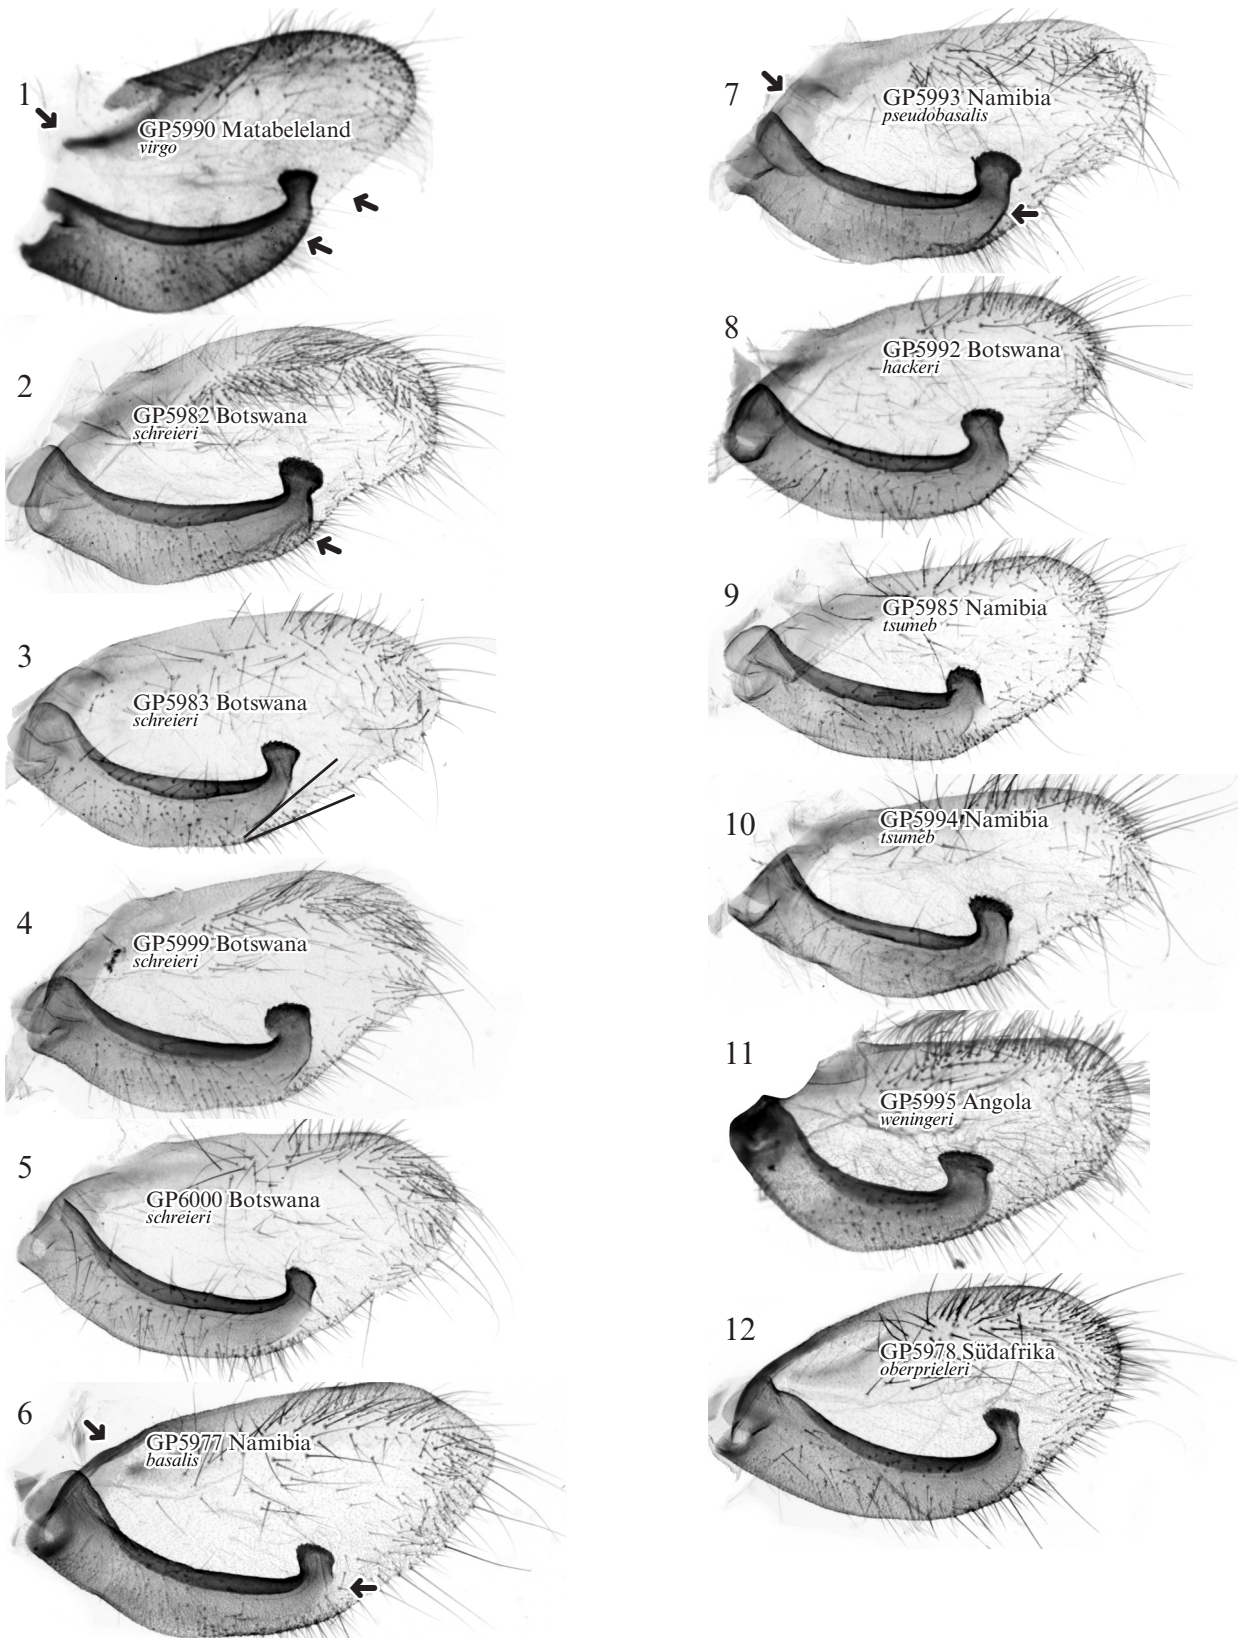 1
GP5990 Matabeleland
virgo
2
GP5982 Botswana
schreieri
3
GP5983 Botswana
schreieri
4
GP5999 Botswana
schreieri
5
GP6000 Botswana
schreieri
6
GP5977 Namibia
basalis
7
GP5993 Namibia
pseudobasalis
8
GP5992 Botswana
hackeri
9
GP5985 Namibia
tsumeb
10
GP5994 Namibia
tsumeb
11
GP5995 Angola
weningeri
12
GP5978 Südafrika
oberprieleri